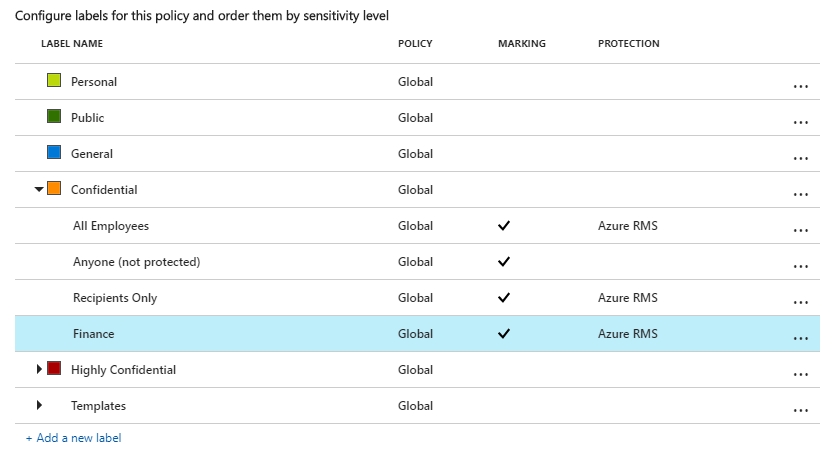 Configure labels for this policy and order them by sensitivity level
LABEL NAME POLICY MARKING PROTECTION
Personal Global ...
Public Global ...
General Global ...
Confidential Global ...
All Employees Global ✓ Azure RMS ...
Anyone (not protected) Global ✓ ...
Recipients Only Global ✓ Azure RMS ...
Finance Global ✓ Azure RMS ...
Highly Confidential Global ...
Templates Global ...
+ Add a new label